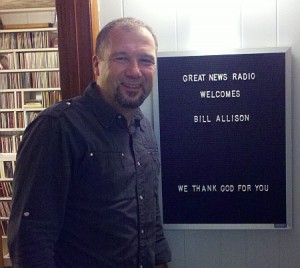 GREAT NEWS RADIO
WELCOMES
BILL ALLISON
WE THANK GOD FOR YOU